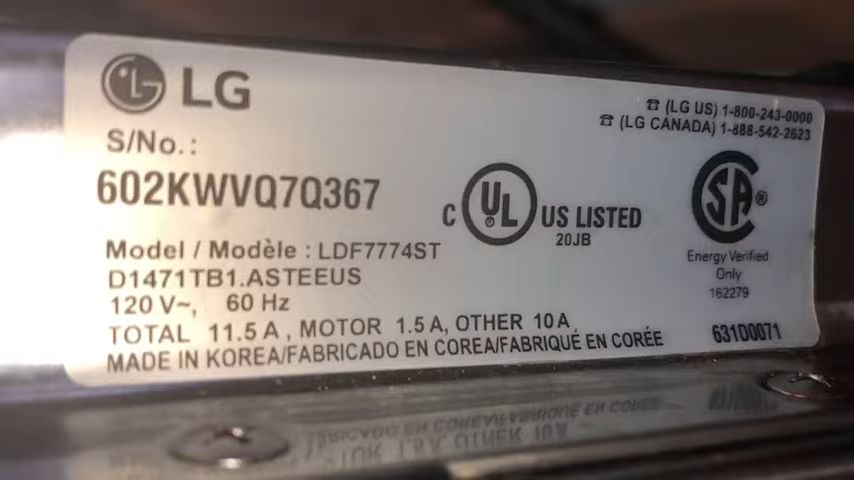 LG
☎ (LG US) 1-800-243-0000
☎ (LG CANADA) 1-888-542-2623
S/No.:
602KWVQ7Q367
C UL ® US LISTED
20JB
SA ®
Energy Verified
Only
162279
Model / Modèle : LDF7774ST
D1471TB1.ASTEEUS
120 V~, 60 Hz
TOTAL 11.5 A, MOTOR 1.5 A, OTHER 10 A
MADE IN KOREA/FABRICADO EN COREA/FABRIQUÉ EN CORÉE
631D0071